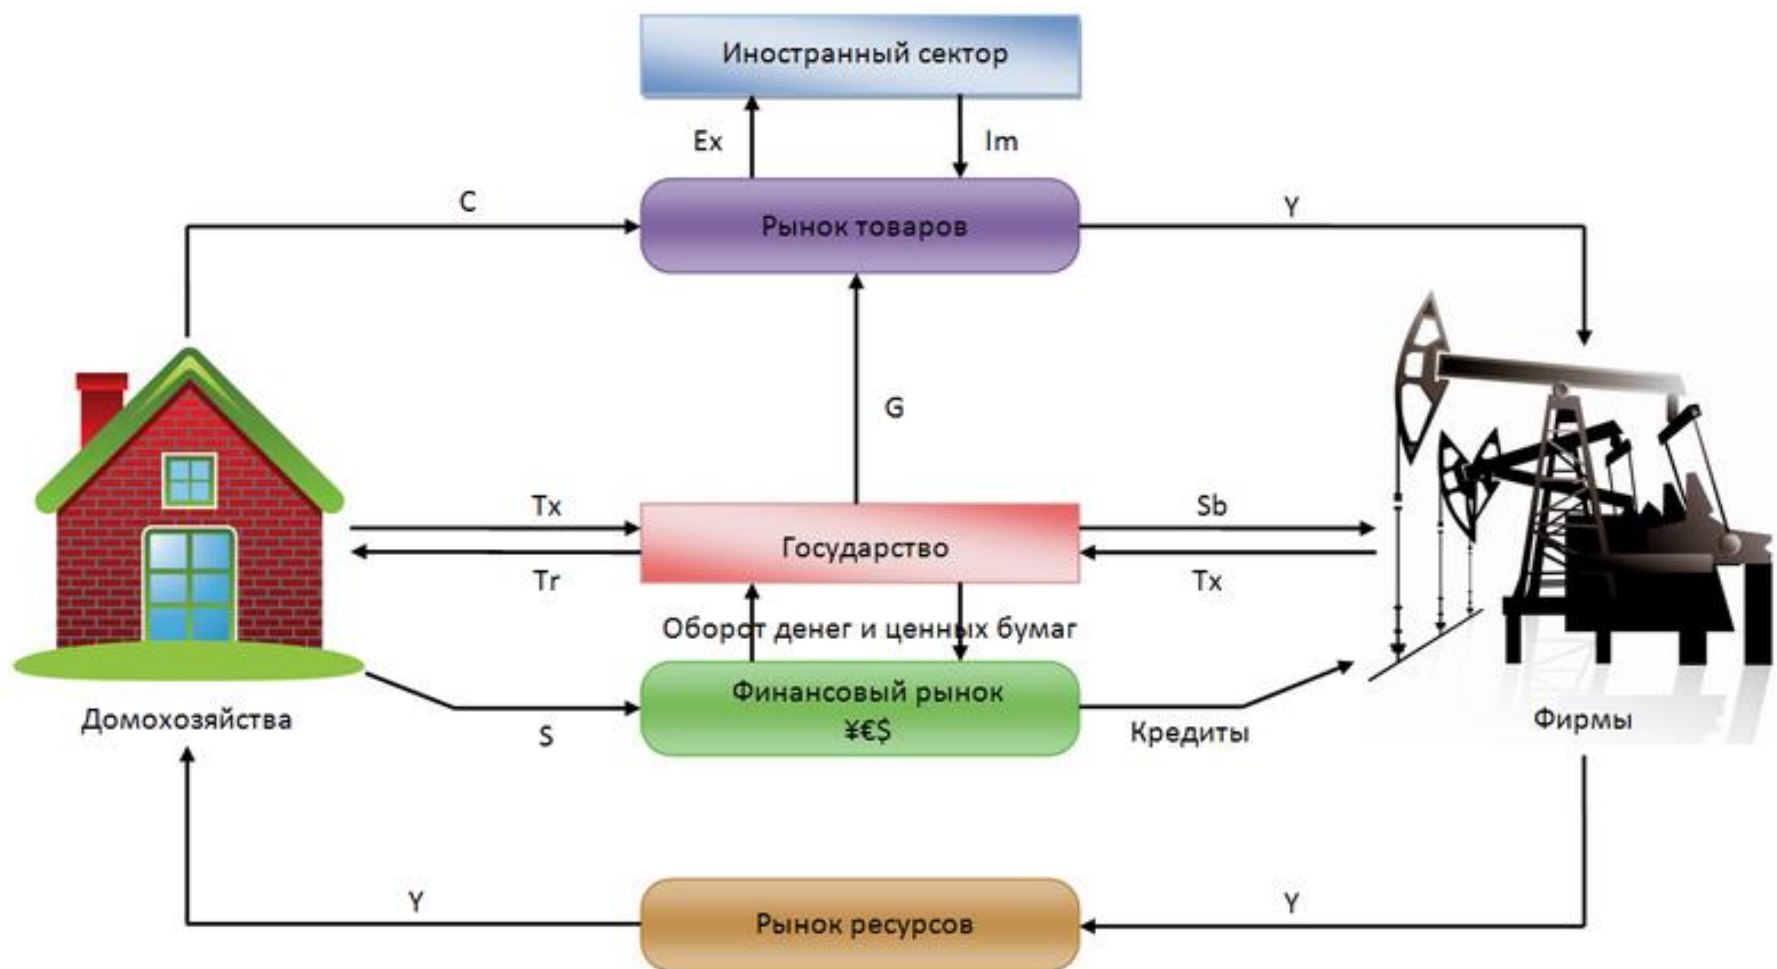 Иностранный сектор
Ex
Im
C
Рынок товаров
Y
G
Tx
Sb
Государство
Tr
Tx
Оборот денег и ценных бумаг
Финансовый рынок
¥€$
Домохозяйства
S
Кредиты
Фирмы
Y
Рынок ресурсов
Y